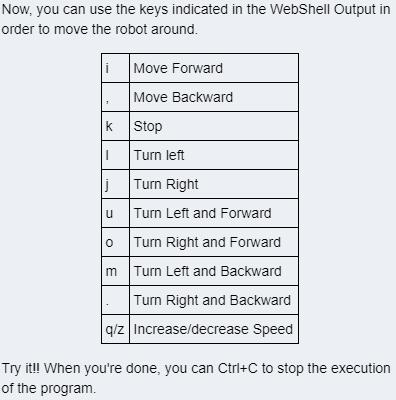 Now, you can use the keys indicated in the WebShell Output in
order to move the robot around.
i Move Forward
, Move Backward
k Stop
l Turn left
j Turn Right
u Turn Left and Forward
o Turn Right and Forward
m Turn Left and Backward
. Turn Right and Backward
q/z Increase/decrease Speed
Try it!! When you're done, you can Ctrl+C to stop the execution
of the program.